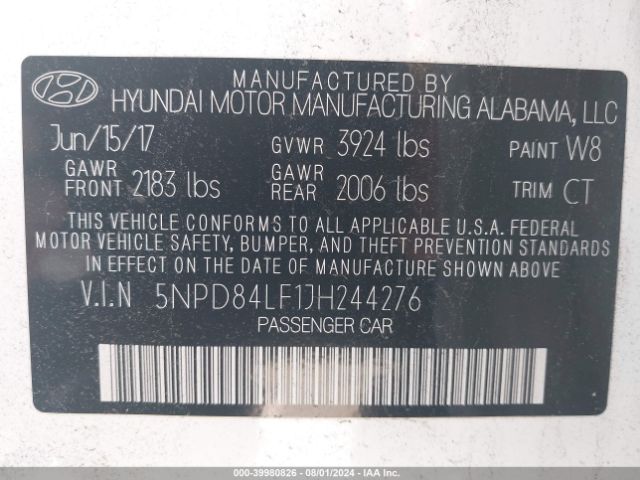 MANUFACTURED BY
HYUNDAI MOTOR MANUFACTURING ALABAMA, LLC
Jun/15/17 GVWR 3924 lbs PAINT W8
GAWR FRONT 2183 lbs GAWR REAR 2006 lbs TRIM CT
THIS VEHICLE CONFORMS TO ALL APPLICABLE U.S.A. FEDERAL
MOTOR VEHICLE SAFETY, BUMPER, AND THEFT PREVENTION STANDARDS
IN EFFECT ON THE DATE OF MANUFACTURE SHOWN ABOVE
V.I.N 5NPD84LF1JH244276
PASSENGER CAR
000-39980826 - 08/01/2024 - IAA Inc.